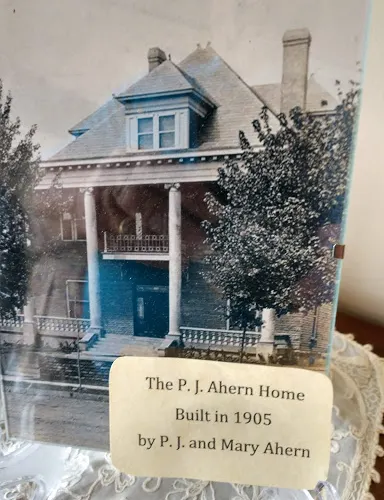 The P. J. Ahern Home
Built in 1905
by P. J. and Mary Ahern